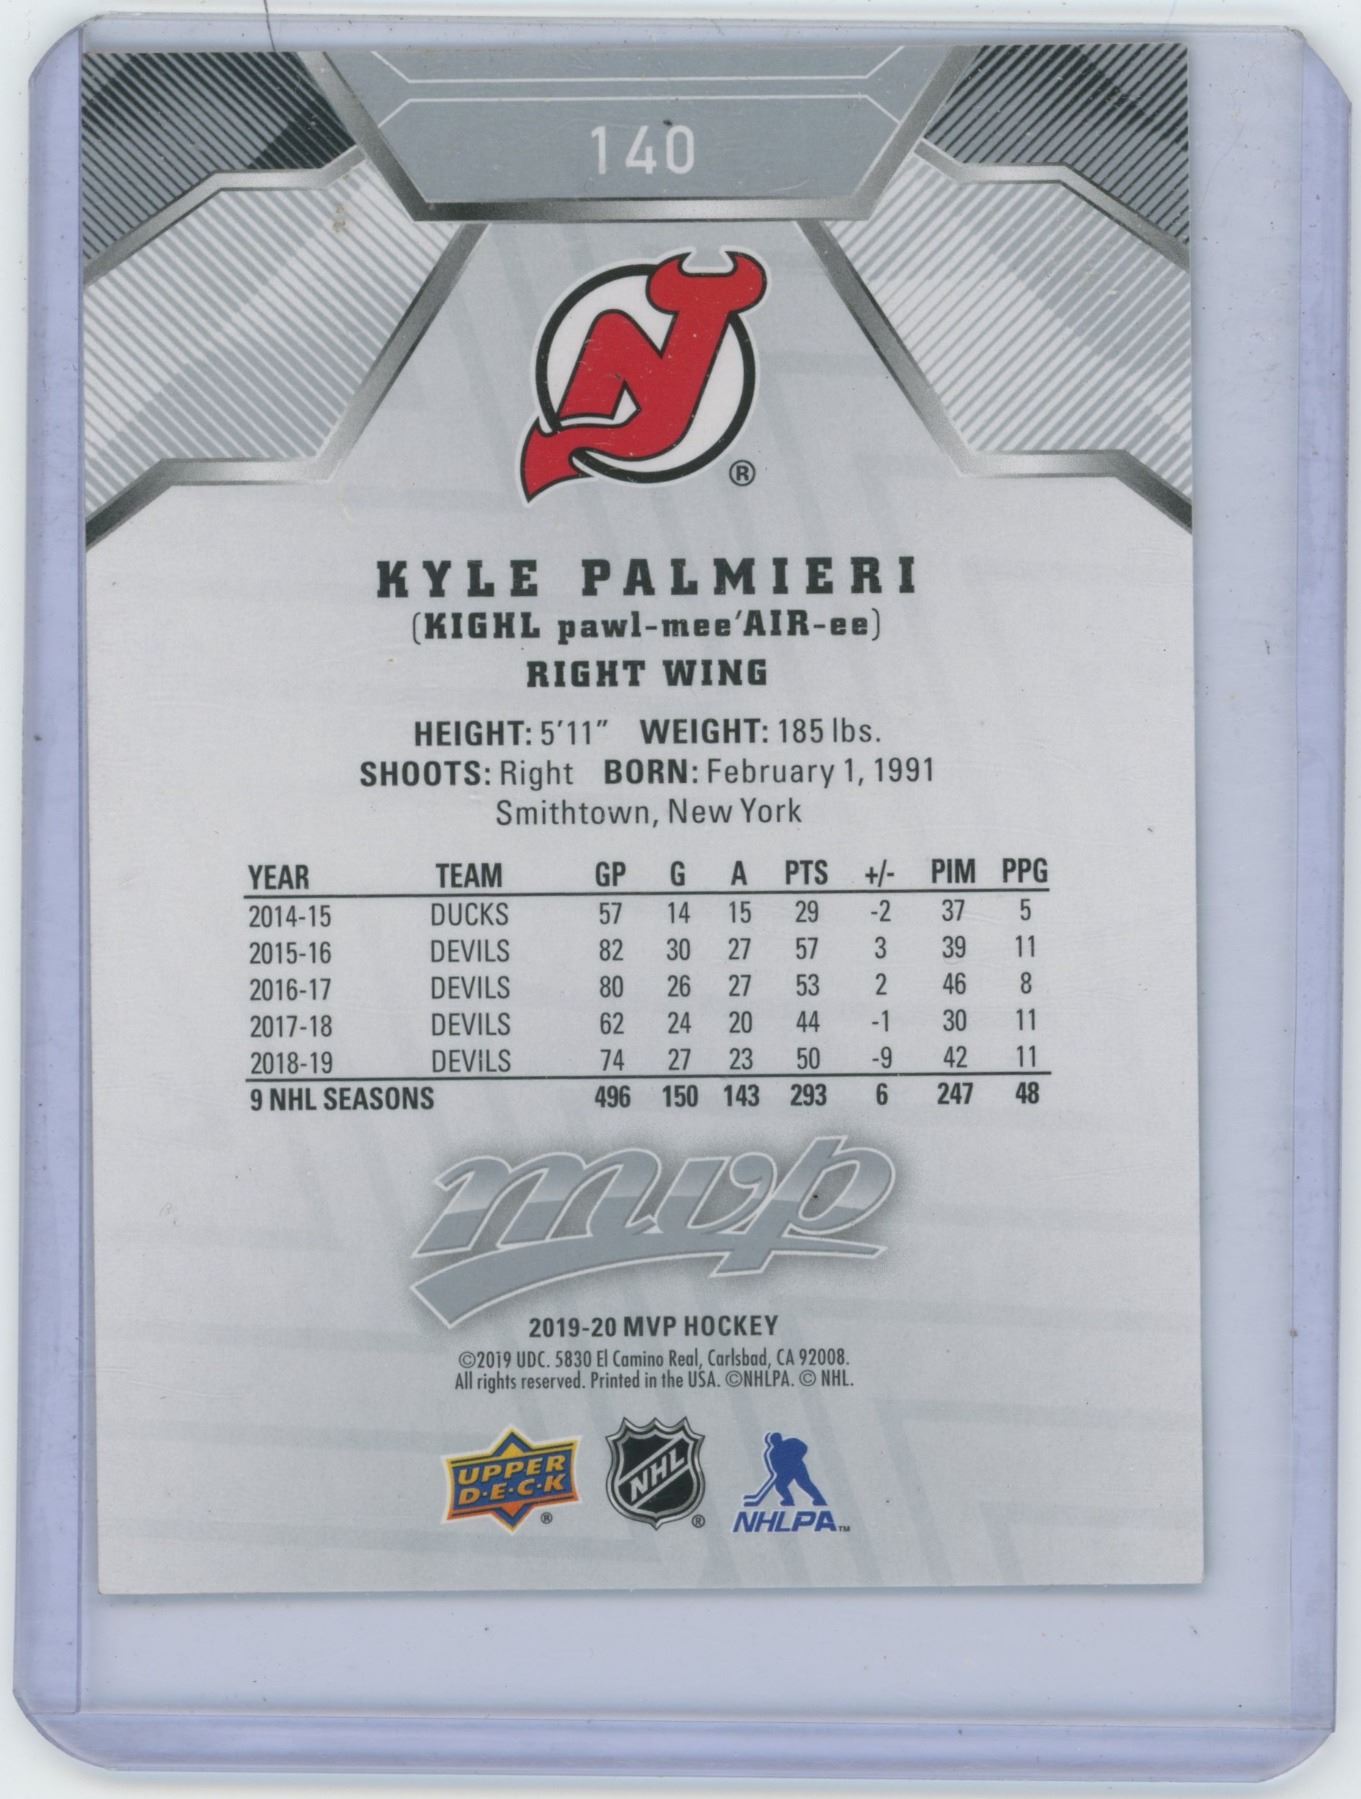 140
®
KYLE PALMIERI
(KIGHL pawl-mee'AIR-ee)
RIGHT WING
HEIGHT: 5'11" WEIGHT: 185 lbs.
SHOOTS: Right BORN: February 1, 1991
Smithtown, New York
YEAR TEAM GP G A PTS +/- PIM PPG
2014-15 DUCKS 57 14 15 29 -2 37 5
2015-16 DEVILS 82 30 27 57 3 39 11
2016-17 DEVILS 80 26 27 53 2 46 8
2017-18 DEVILS 62 24 20 44 -1 30 11
2018-19 DEVILS 74 27 23 50 -9 42 11
9 NHL SEASONS 496 150 143 293 6 247 48
mvp
2019-20 MVP HOCKEY
©2019 UDC. 5830 El Camino Real, Carlsbad, CA 92008.
All rights reserved. Printed in the USA. ©NHLPA. © NHL.
UPPER
D·E·C·K ®
NHL ®
NHLPA™